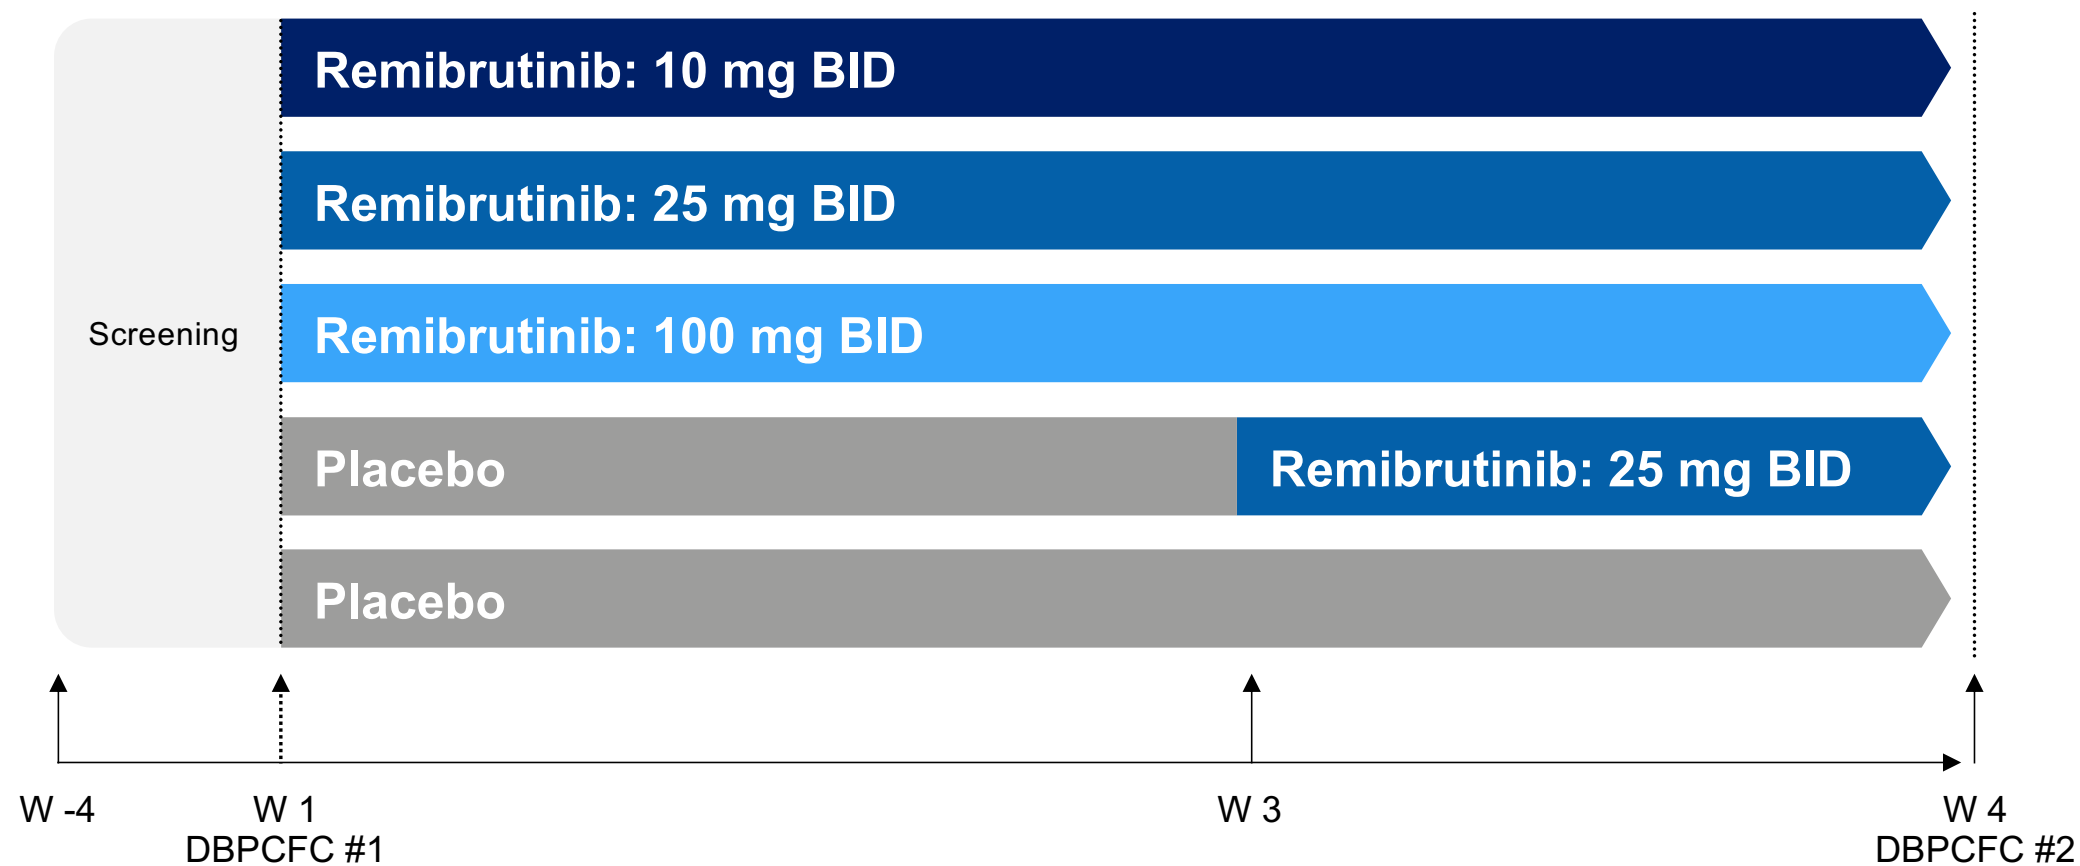 Remibrutinib: 10 mg BID
Remibrutinib: 25 mg BID
Screening
Remibrutinib: 100 mg BID
Placebo
Remibrutinib: 25 mg BID
Placebo
W -4
W 1
DBPCFC #1
W 3
W 4
DBPCFC #2